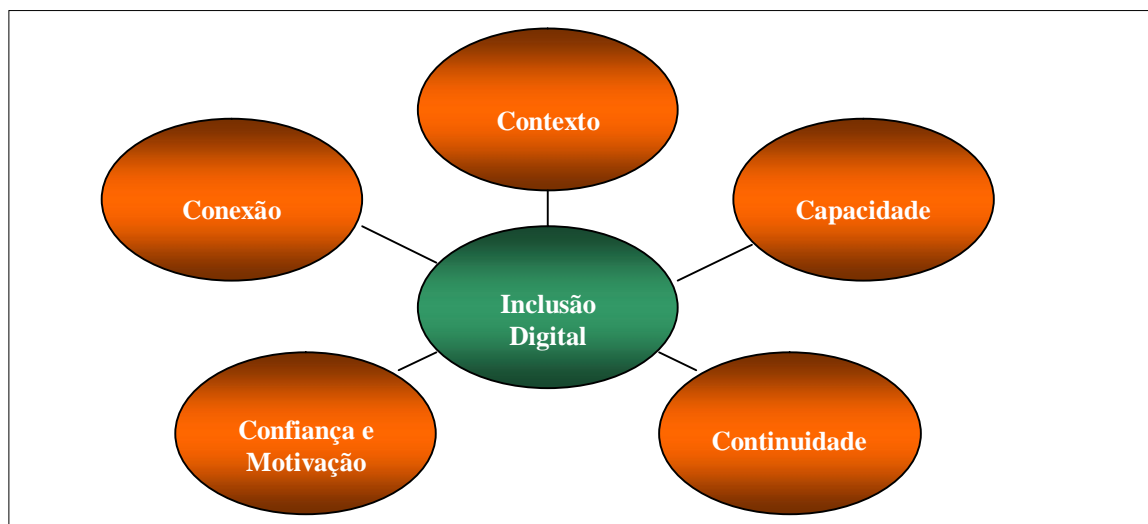 Contexto
Conexão
Capacidade
Inclusão
Digital
Confiança e
Motivação
Continuidade